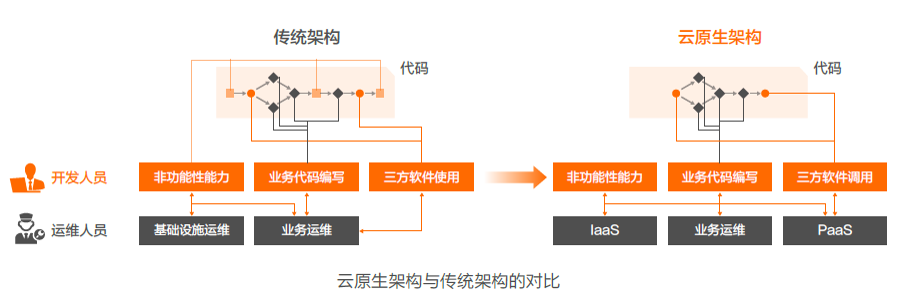 传统架构
云原生架构
代码
代码
开发人员
非功能性能力
业务代码编写
三方软件使用
非功能性能力
业务代码编写
三方软件调用
运维人员
基础设施运维
业务运维
IaaS
业务运维
PaaS
云原生架构与传统架构的对比